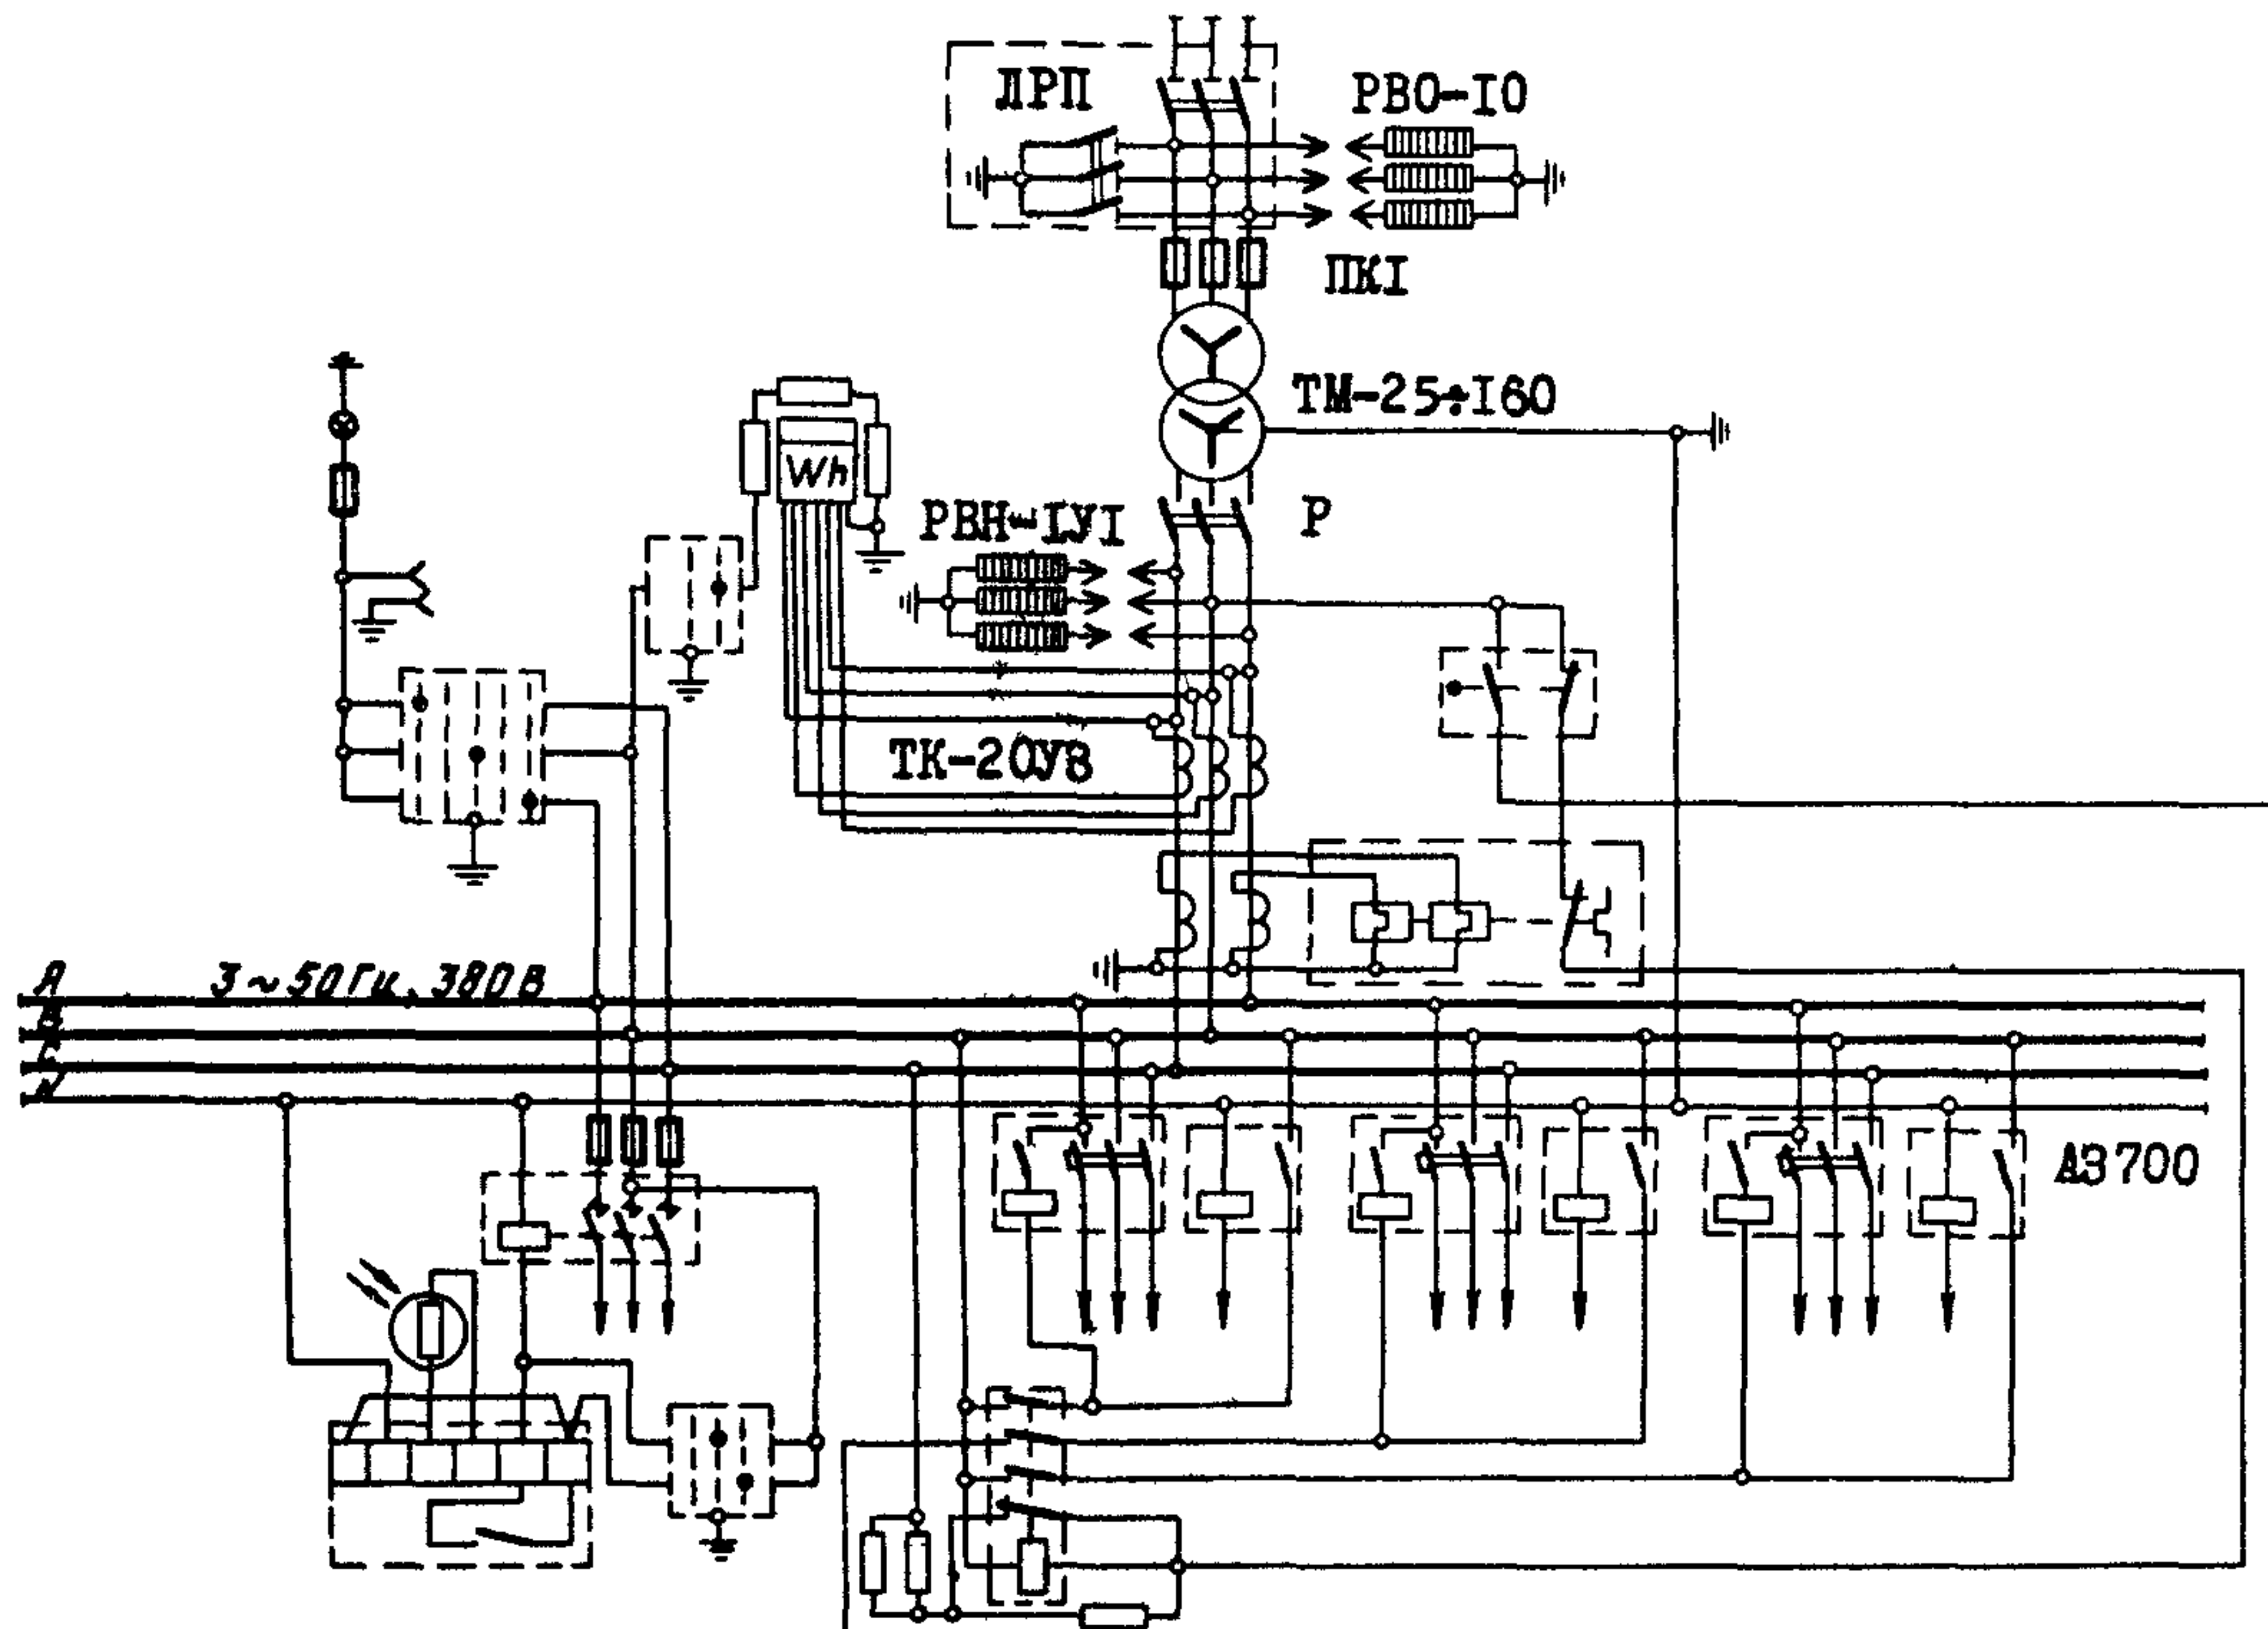 ЛРП
РВО-10
ПК1
ТМ-25÷160
Wh
РВН-1У1
Р
ТК-20У3
A
3~50Гц, 380В
B
C
N
А3700